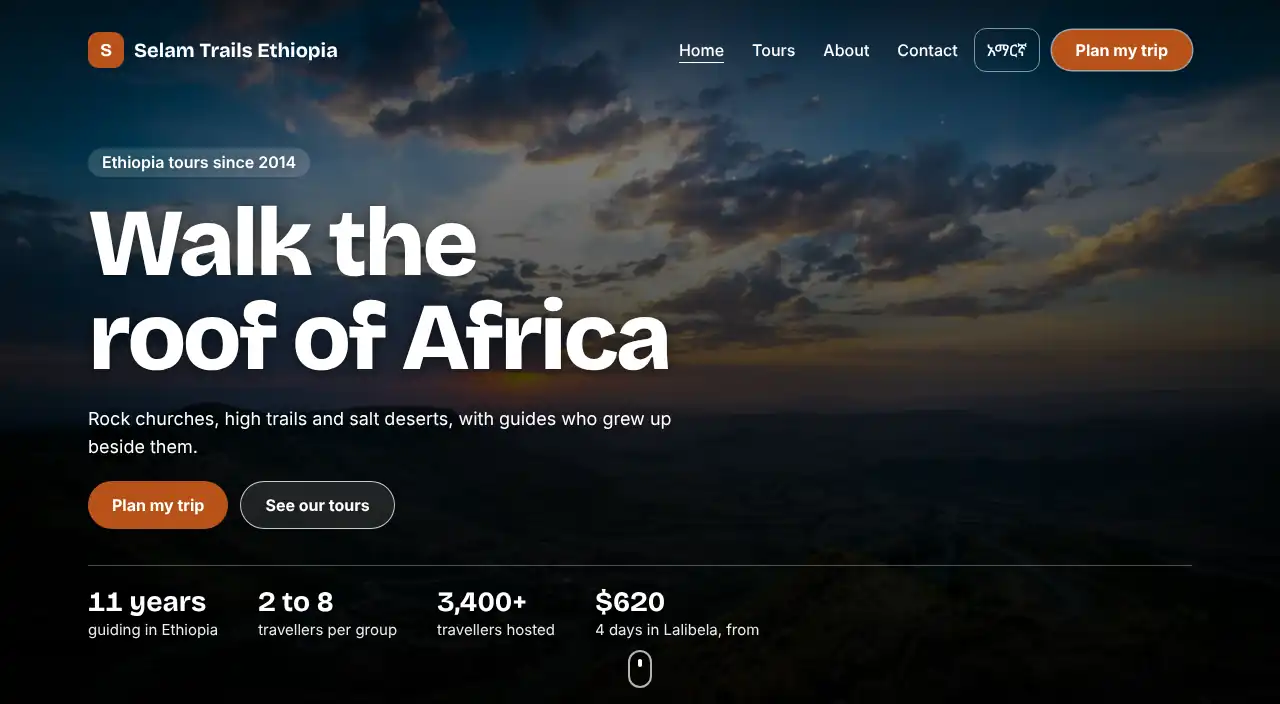 S
Selam Trails Ethiopia
Home
Tours
About
Contact
አማርኛ
Plan my trip
Ethiopia tours since 2014
Walk the
roof of Africa
Rock churches, high trails and salt deserts, with guides who grew up
beside them.
Plan my trip
See our tours
11 years
guiding in Ethiopia
2 to 8
travellers per group
3,400+
travellers hosted
$620
4 days in Lalibela, from